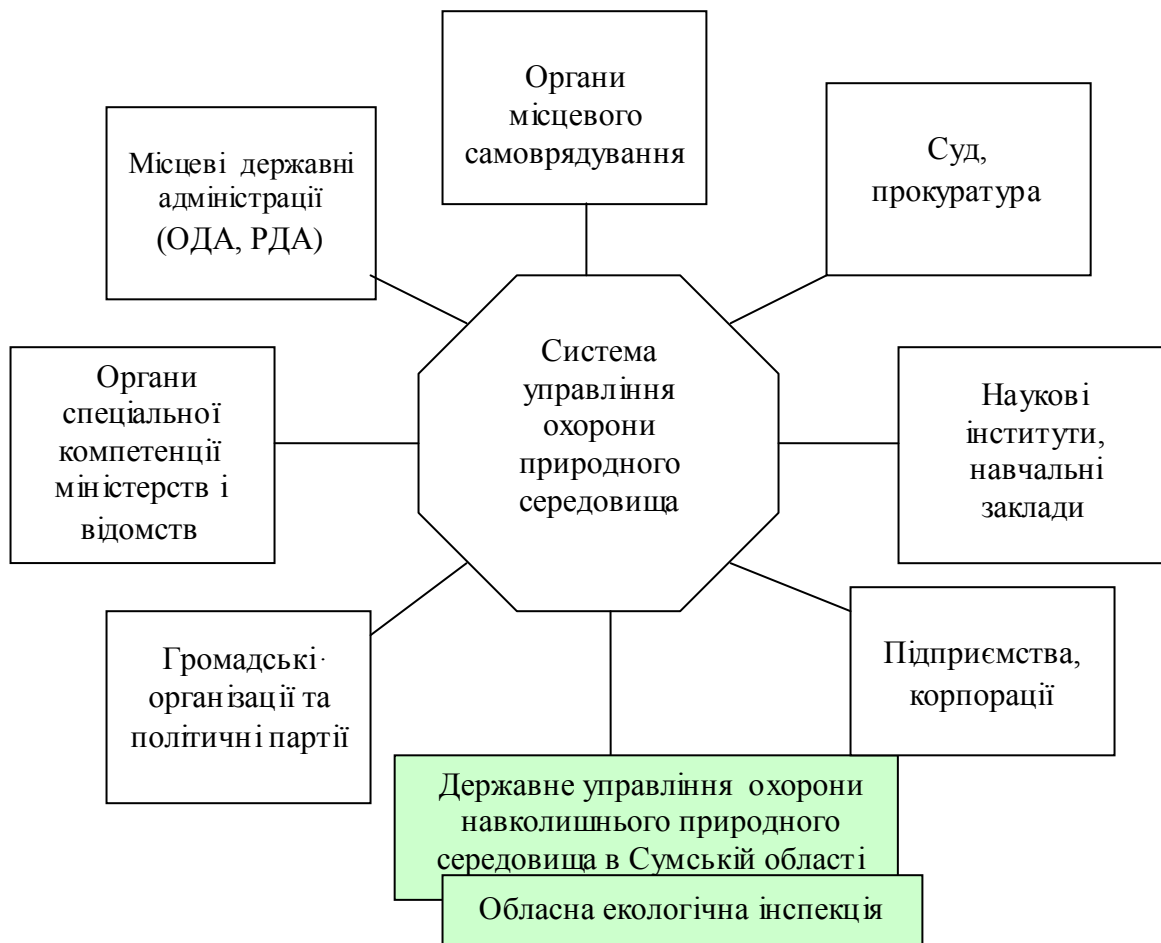 Органи
місцевого
самоврядування
Суд,
прокуратура
Місцеві державні
адміністрації
(ОДА, РДА)
Система
управління
охорони
природного
середовища
Органи
спеціальної
компетенції
міністерств і
відомств
Наукові
інститути,
навчальні
заклади
Громадські
організації та
політичні партії
Підприємства,
корпорації
Державне управління охорони
навколишнього природного
середовища в Сумській області
Обласна екологічна інспекція